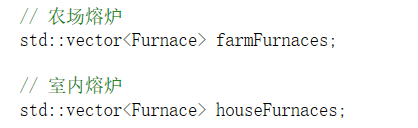 // 农场熔炉
std::vector<Furnace> farmFurnaces;
// 室内熔炉
std::vector<Furnace> houseFurnaces;